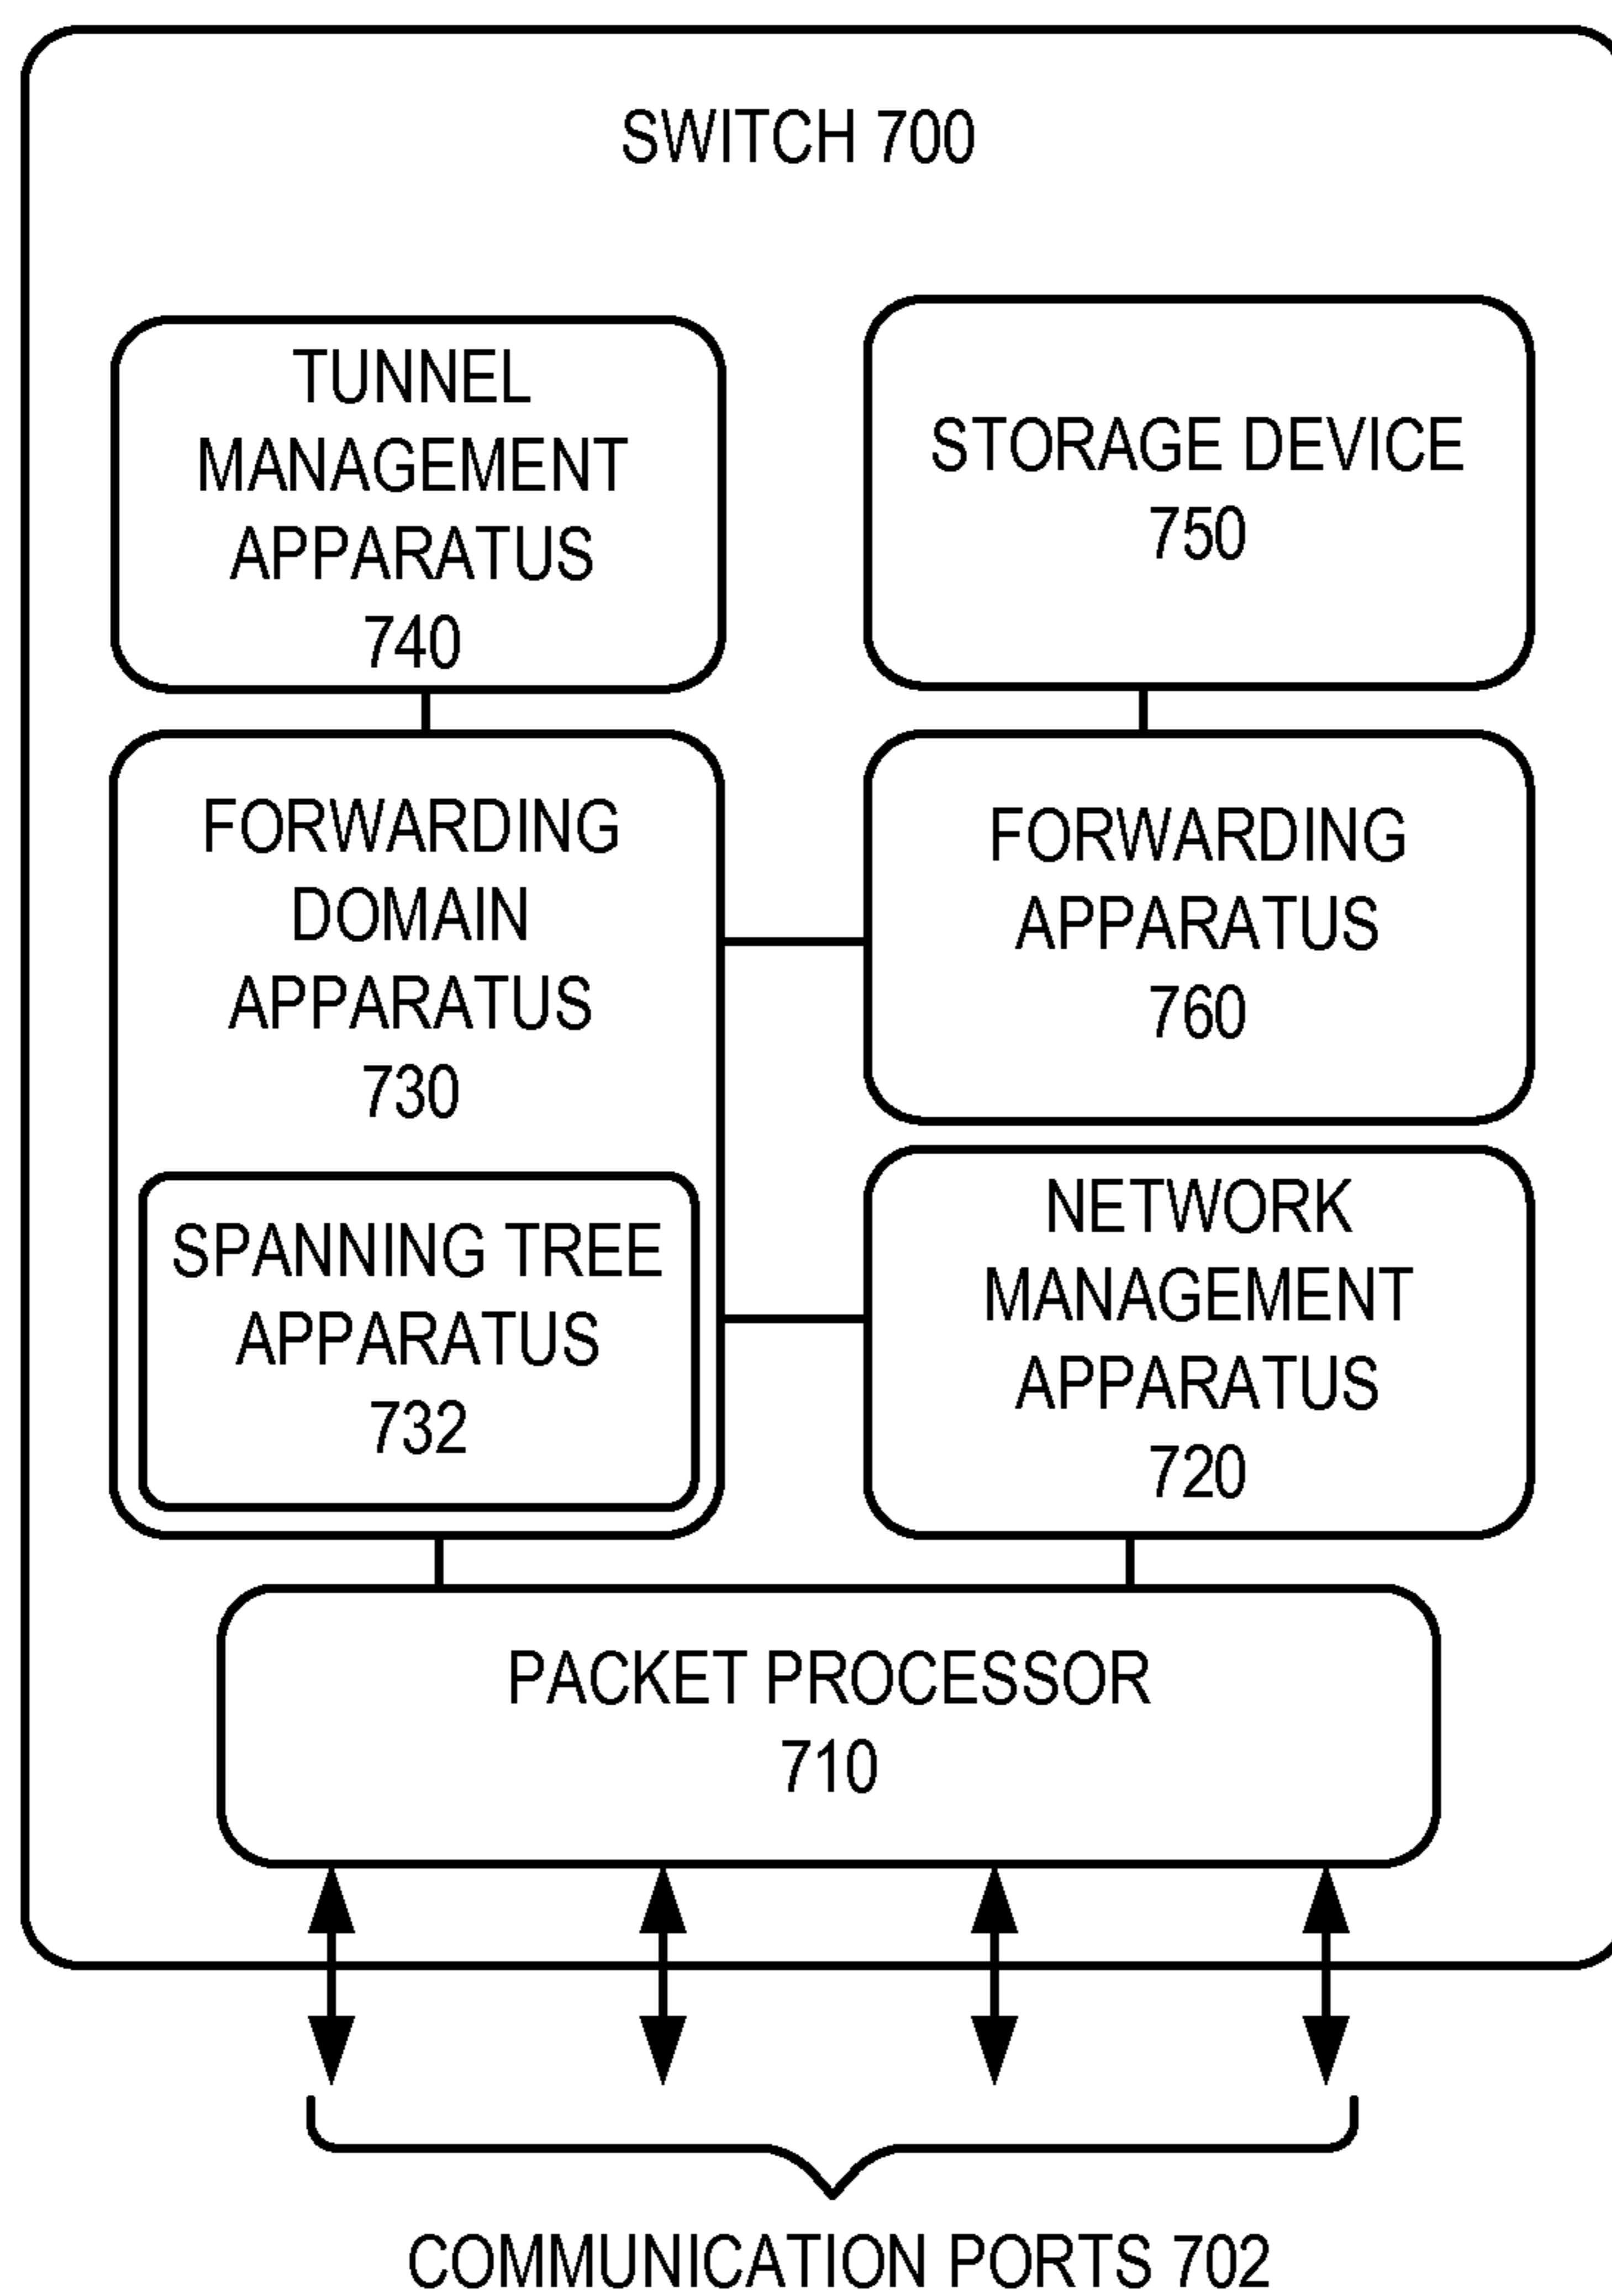 SWITCH 700
TUNNEL
MANAGEMENT
APPARATUS
740
STORAGE DEVICE
750
FORWARDING
DOMAIN
APPARATUS
730
FORWARDING
APPARATUS
760
SPANNING TREE
APPARATUS
732
NETWORK
MANAGEMENT
APPARATUS
720
PACKET PROCESSOR
710
COMMUNICATION PORTS 702